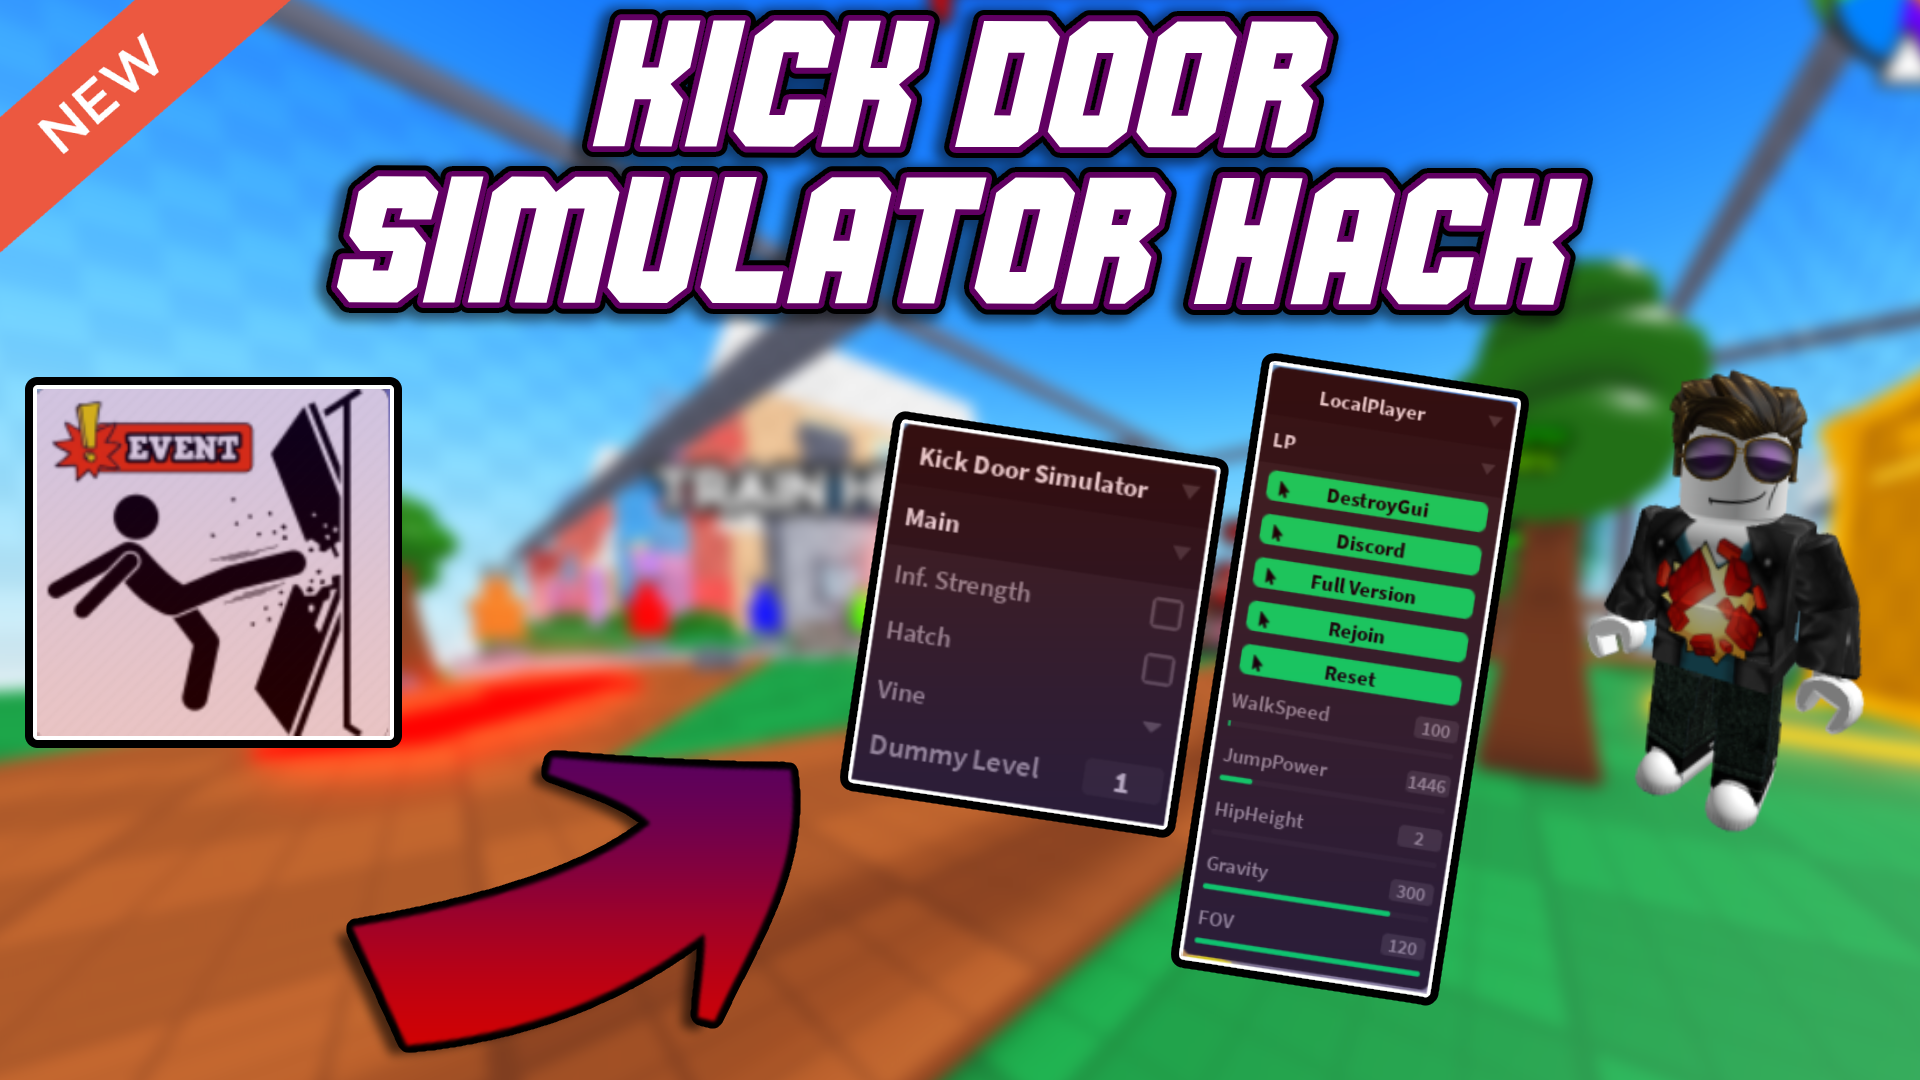 NEW
KICK DOOR
SIMULATOR HACK
EVENT
TRAIN
Kick Door Simulator
Main
Inf. Strength
Hatch
Vine
Dummy Level
1
LocalPlayer
LP
DestroyGui
Discord
Full Version
Rejoin
Reset
WalkSpeed
100
JumpPower
1446
HipHeight
2
Gravity
300
FOV
120